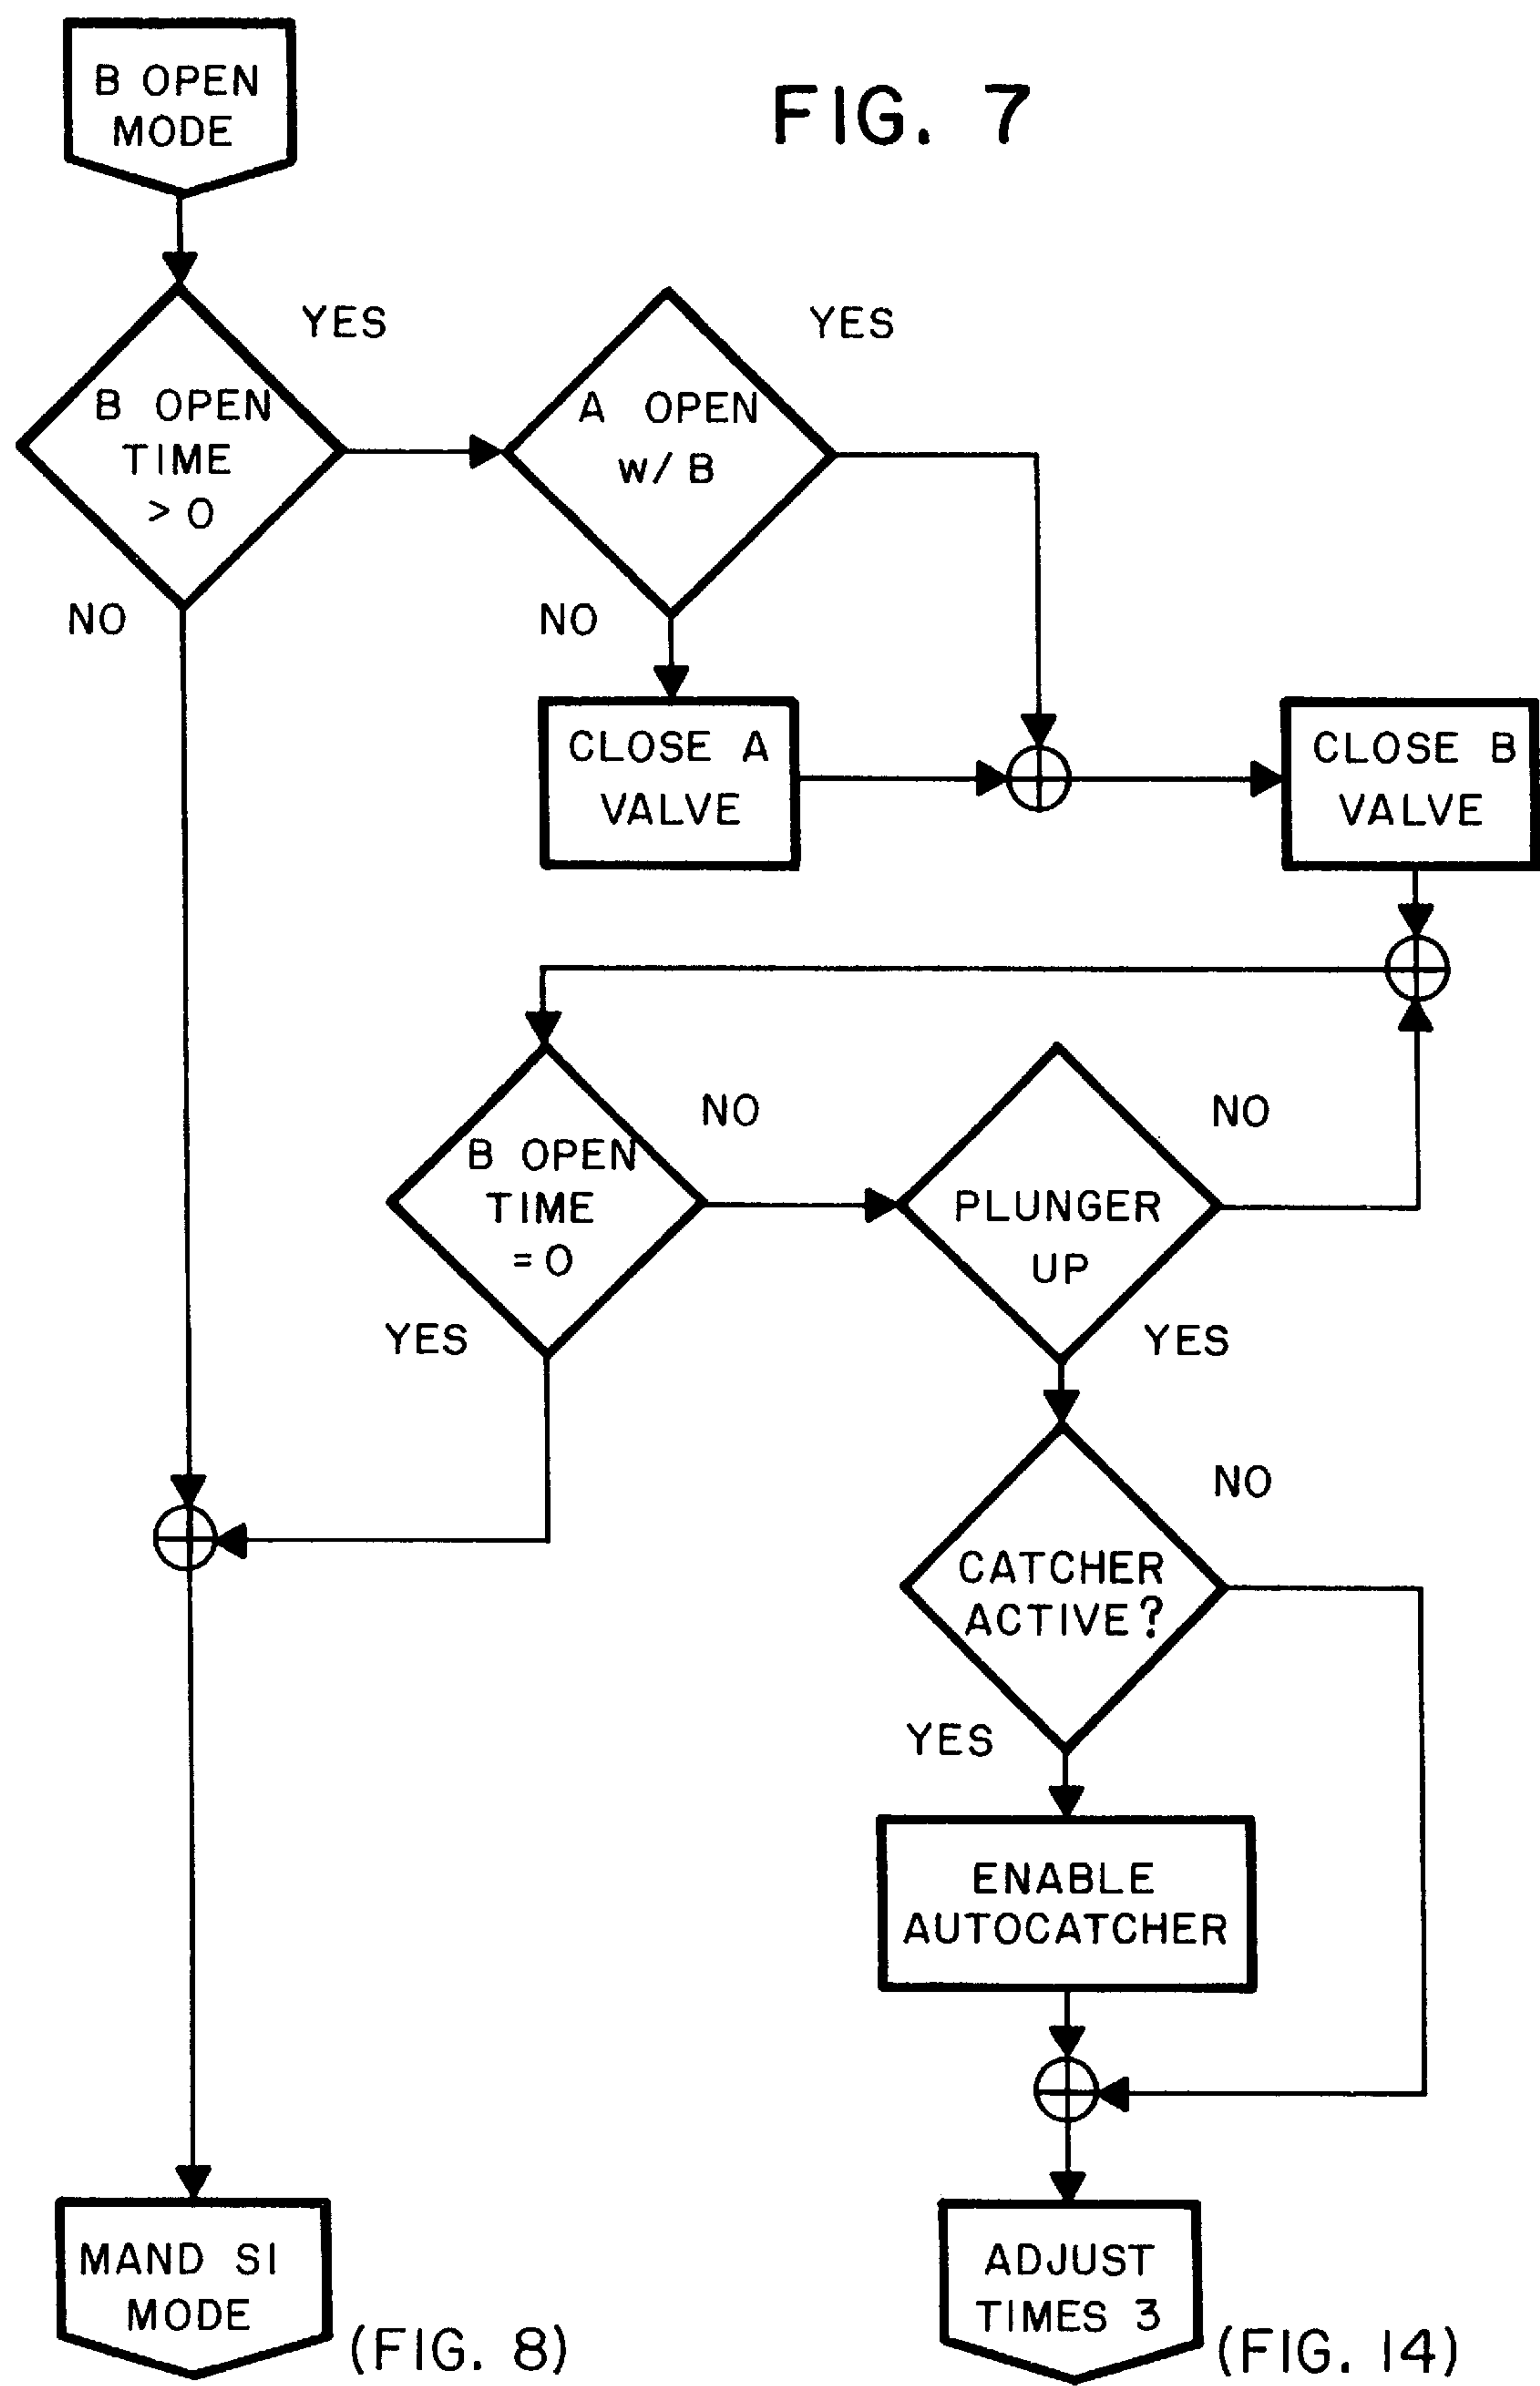 B OPEN
MODE
FIG. 7
YES
YES
B OPEN
TIME
> 0
A OPEN
W/ B
NO
NO
CLOSE A
VALVE
CLOSE B
VALVE
NO
NO
B OPEN
TIME
= 0
PLUNGER
UP
YES
YES
NO
CATCHER
ACTIVE?
YES
ENABLE
AUTOCATCHER
MAND SI
MODE
(FIG. 8)
ADJUST
TIMES 3
(FIG. 14)